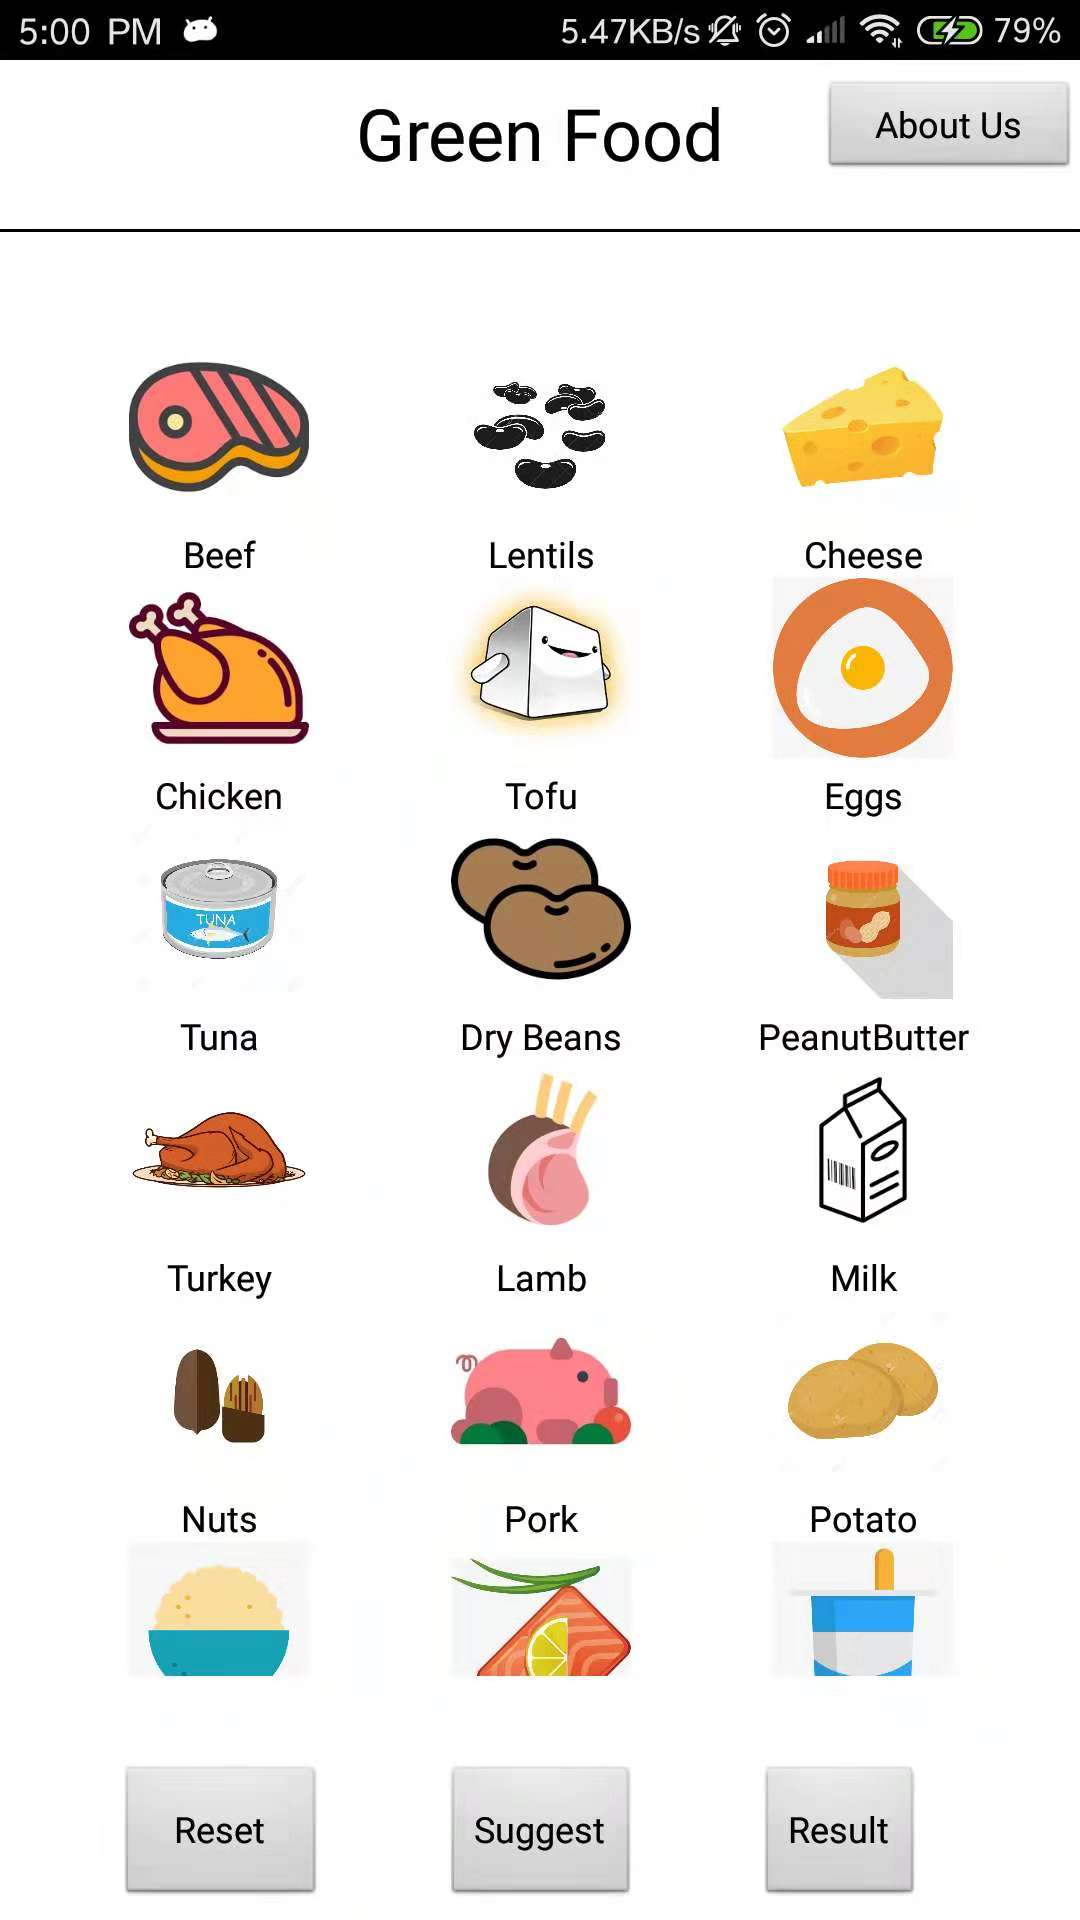 5:00 PM 5.47KB/s 79%
Green Food
About Us
Beef Lentils Cheese
Chicken Tofu Eggs
TUNA
Tuna Dry Beans PeanutButter
Turkey Lamb Milk
Nuts Pork Potato
Reset Suggest Result